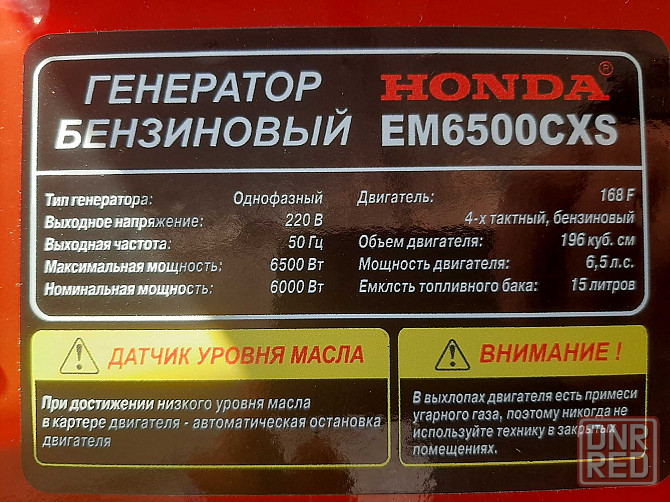 ГЕНЕРАТОР
БЕНЗИНОВЫЙ
HONDA®
EM6500CXS
Тип генератора: Однофазный
Выходное напряжение: 220 В
Выходная частота: 50 Гц
Максимальная мощность: 6500 Вт
Номинальная мощность: 6000 Вт
Двигатель: 168 F
4-х тактный, бензиновый
Объем двигателя: 196 куб. см
Мощность двигателя: 6,5 л.с.
Емклсть топливного бака: 15 литров
ДАТЧИК УРОВНЯ МАСЛА
При достижении низкого уровня масла
в картере двигателя - автоматическая остановка
двигателя
ВНИМАНИЕ !
В выхлопах двигателя есть примеси
угарного газа, поэтому никогда не
используйте технику в закрытых
помещениях.
DNR
RED